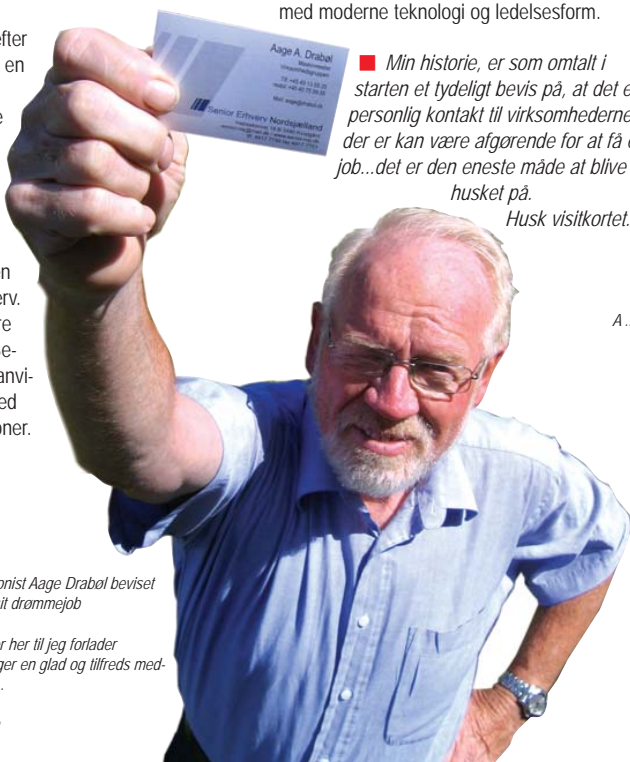 med moderne teknologi og ledelsesform.
Min historie, er som omtalt i
starten et tydeligt bevis på, at det e
personlig kontakt til virksomhederne
der er kan være afgørende for at få e
job...det er den eneste måde at blive
husket på.
Husk visitkortet.
A ..
efter
en
e
en
erv.
re
e-
anvi-
ed
oner.
onist Aage Drabøl beviset
it drømmejob
r her til jeg forlader
ger en glad og tilfreds med-
Aage A. Drabøl
Maskinmester
Virksomhedsgruppen
Senior Erhverv Nordsjælland